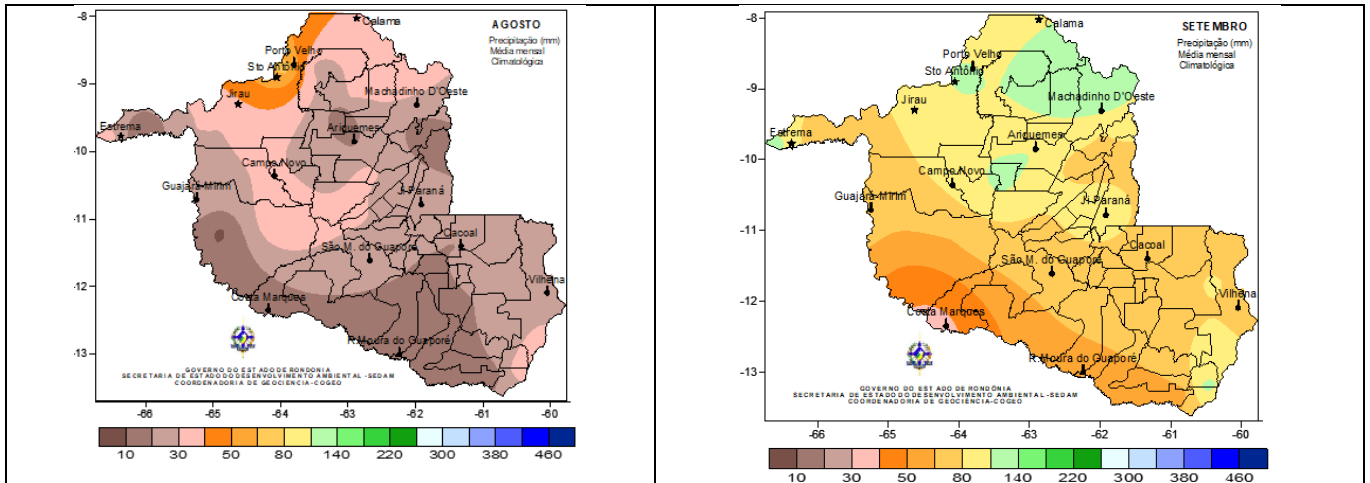 AGOSTO
Precipitação (mm)
Média mensal
Climatológica
-8
-9
-10
-11
-12
-13
Calama
Porto Velho
Sto Antônio
Jirau
Machadinho D'Oeste
Estrema
Ariquemes
Campo Novo
Guajará-Mirim
Ji Paraná
Cacoal
São M. do Guaporé
Vilhena
Costa Marques
R.Moura do Guaporé
GOVERNO DO ESTADO DE RONDONIA
SECRETARIA DE ESTADO DO DESENVOLVIMENTO AMBIENTAL -SEDAM
COORDENADORIA DE GEOCIENCIA-COGEO
-66 -65 -64 -63 -62 -61 -60
10 30 50 80 140 220 300 380 460
SETEMBRO
Precipitação (mm)
Média mensal
Climatológica
-8
-9
-10
-11
-12
-13
Calama
Porto Velho
Sto Antônio
Jirau
Machadinho D'Oeste
Estrema
Ariquemes
Campo Novo
Guajará-Mirim
Ji Paraná
Cacoal
São M. do Guaporé
Vilhena
Costa Marques
R.Moura do Guaporé
GOVERNO DO ESTADO DE RONDÔNIA
SECRETARIA DE ESTADO DO DESENVOLVIMENTO AMBIENTAL -SEDAM
COORDENADORIA DE GEOCIÊNCIA-COGEO
-66 -65 -64 -63 -62 -61 -60
10 30 50 80 140 220 300 380 460